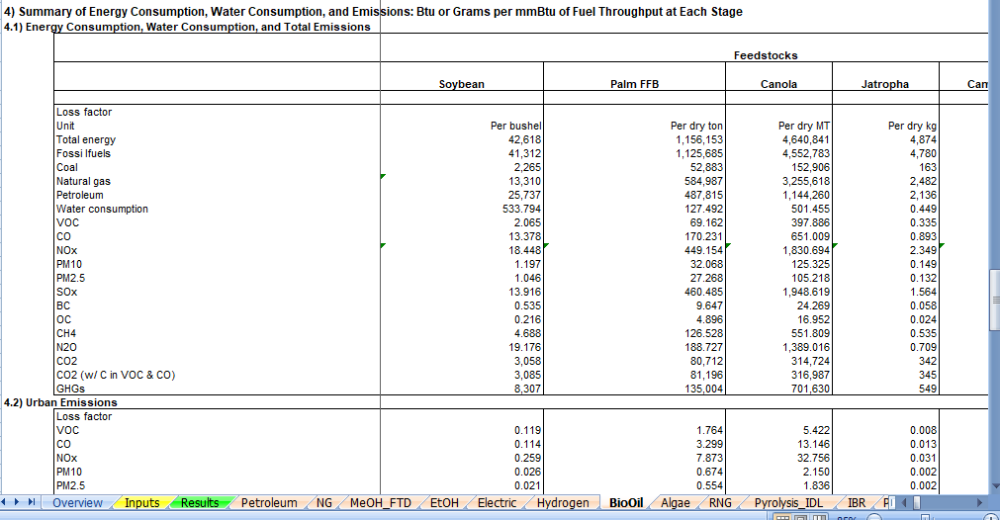 4) Summary of Energy Consumption, Water Consumption, and Emissions: Btu or Grams per mmBtu of Fuel Throughput at Each Stage
4.1) Energy Consumption, Water Consumption, and Total Emissions
Feedstocks
Soybean Palm FFB Canola Jatropha Cam
Loss factor
Unit Per bushel Per dry ton Per dry MT Per dry kg
Total energy 42,618 1,156,153 4,640,841 4,874
Fossi lfuels 41,312 1,125,685 4,552,783 4,780
Coal 2,265 52,883 152,906 163
Natural gas 13,310 584,987 3,255,618 2,482
Petroleum 25,737 487,815 1,144,260 2,136
Water consumption 533.794 127.492 501.455 0.449
VOC 2.065 69.162 397.886 0.335
CO 13.378 170.231 651.009 0.893
NOx 18.448 449.154 1,830.694 2.349
PM10 1.197 32.068 125.325 0.149
PM2.5 1.046 27.268 105.218 0.132
SOx 13.916 460.485 1,948.619 1.564
BC 0.535 9.647 24.269 0.058
OC 0.216 4.896 16.952 0.024
CH4 4.688 126.528 551.809 0.535
N2O 19.176 188.727 1,389.016 0.709
CO2 3,058 80,712 314,724 342
CO2 (w/ C in VOC & CO) 3,085 81,196 316,987 345
GHGs 8,307 135,004 701,630 549
4.2) Urban Emissions
Loss factor
VOC 0.119 1.764 5.422 0.008
CO 0.114 3.299 13.146 0.013
NOx 0.259 7.873 32.756 0.031
PM10 0.026 0.674 2.150 0.002
PM2.5 0.021 0.554 1.836 0.002
Overview Inputs Results Petroleum NG MeOH_FTD EtOH Electric Hydrogen BioOil Algae RNG Pyrolysis_IDL IBR